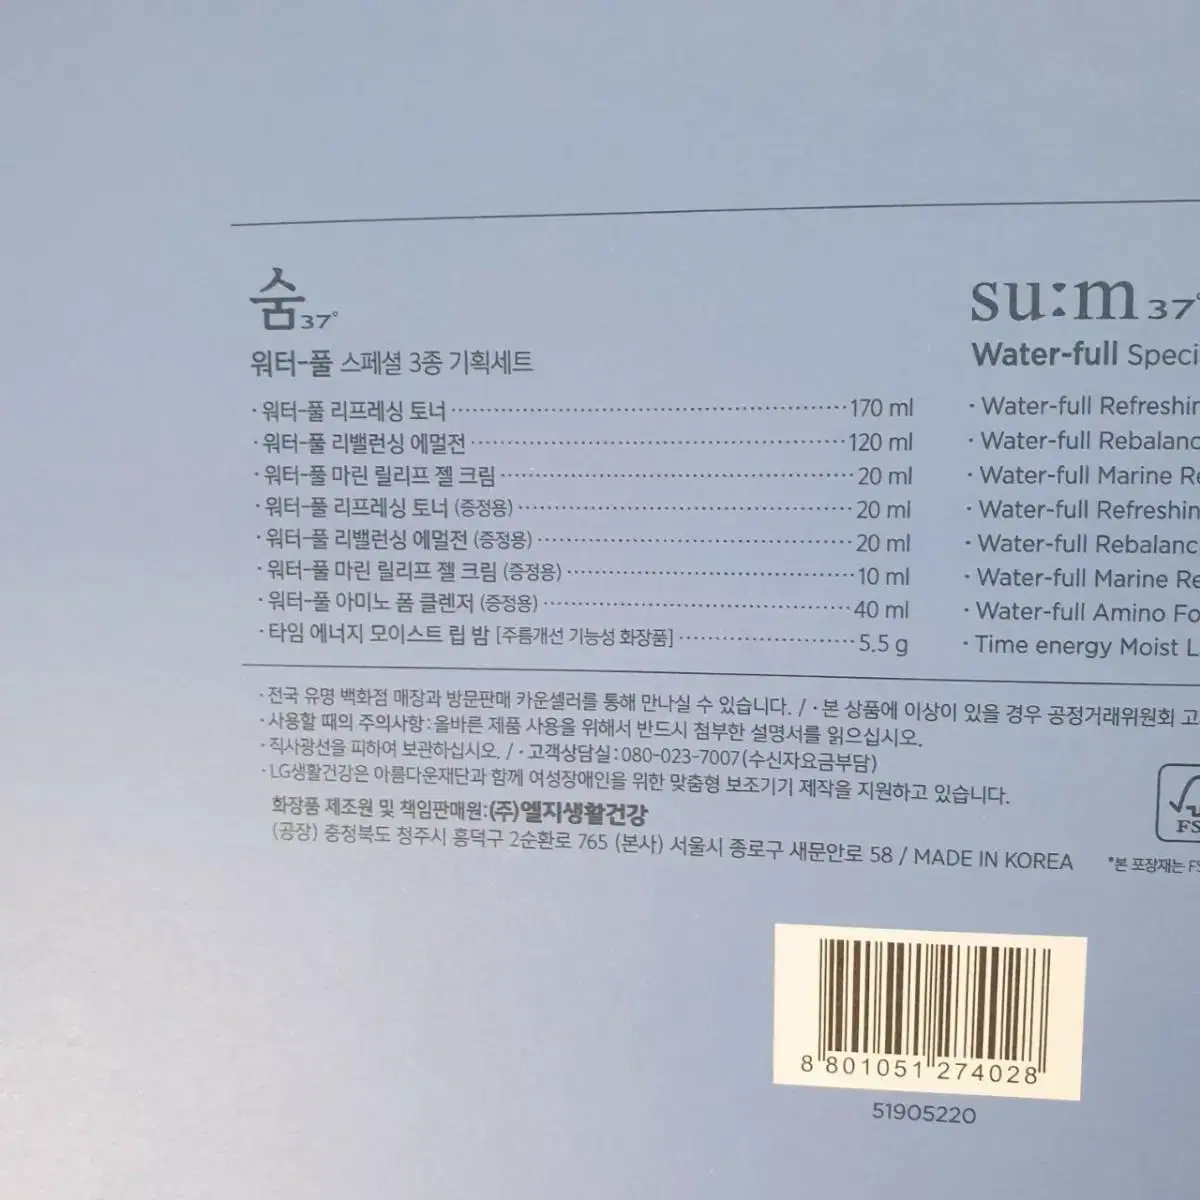 숨37°
워터-풀 스페셜 3종 기획세트
· 워터-풀 리프레싱 토너 170 ml
· 워터-풀 리밸런싱 에멀전 120 ml
· 워터-풀 마린 릴리프 젤 크림 20 ml
· 워터-풀 리프레싱 토너 (증정용) 20 ml
· 워터-풀 리밸런싱 에멀전 (증정용) 20 ml
· 워터-풀 마린 릴리프 젤 크림 (증정용) 10 ml
· 워터-풀 아미노 폼 클렌저 (증정용) 40 ml
· 타임 에너지 모이스트 립 밤 [주름개선 기능성 화장품] 5.5 g
su:m37°
Water-full Speci
· Water-full Refreshin
· Water-full Rebalanc
· Water-full Marine Re
· Water-full Refreshin
· Water-full Rebalanc
· Water-full Marine Re
· Water-full Amino Fo
· Time energy Moist L
· 전국 유명 백화점 매장과 방문판매 카운셀러를 통해 만나실 수 있습니다. / · 본 상품에 이상이 있을 경우 공정거래위원회 고
· 사용할 때의 주의사항:올바른 제품 사용을 위해서 반드시 첨부한 설명서를 읽으십시오.
· 직사광선을 피하여 보관하십시오. / · 고객상담실:080-023-7007(수신자요금부담)
· LG생활건강은 아름다운재단과 함께 여성장애인을 위한 맞춤형 보조기기 제작을 지원하고 있습니다.
화장품 제조원 및 책임판매원:(주)엘지생활건강
(공장) 충청북도 청주시 흥덕구 2순환로 765 (본사) 서울시 종로구 새문안로 58 / MADE IN KOREA
FS
*본 포장재는 FS
8 801051 274028
51905220